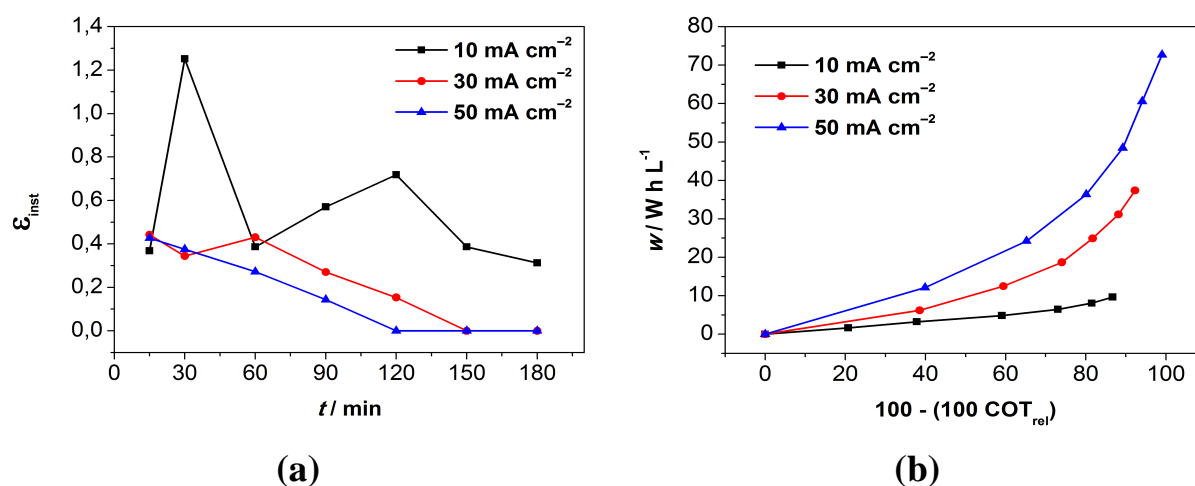 1,4
1,2
1,0
0,8
0,6
0,4
0,2
0,0
ε_inst
10 mA cm⁻²
30 mA cm⁻²
50 mA cm⁻²
0 30 60 90 120 150 180
t / min
(a)
80
70
60
50
40
30
20
10
0
w / W h L⁻¹
10 mA cm⁻²
30 mA cm⁻²
50 mA cm⁻²
0 20 40 60 80 100
100 - (100 COT_rel)
(b)